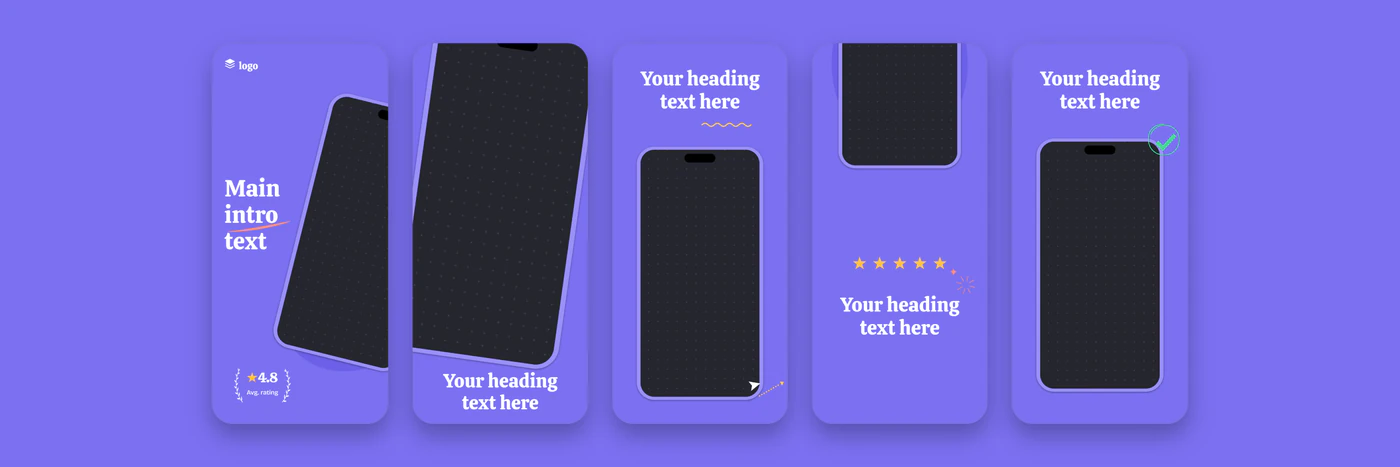 logo
Main
intro
text
★4.8
Avg. rating
Your heading
text here
Your heading
text here
Your heading
text here
Your heading
text here